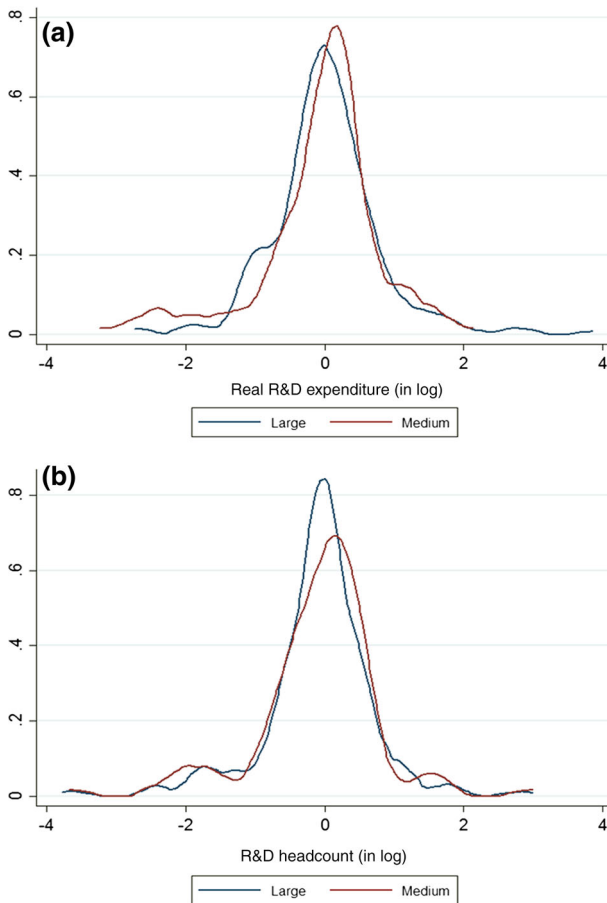 (a)
.8
.6
.4
.2
0
-4 -2 0 2 4
Real R&D expenditure (in log)
Large Medium
(b)
.8
.6
.4
.2
0
-4 -2 0 2 4
R&D headcount (in log)
Large Medium